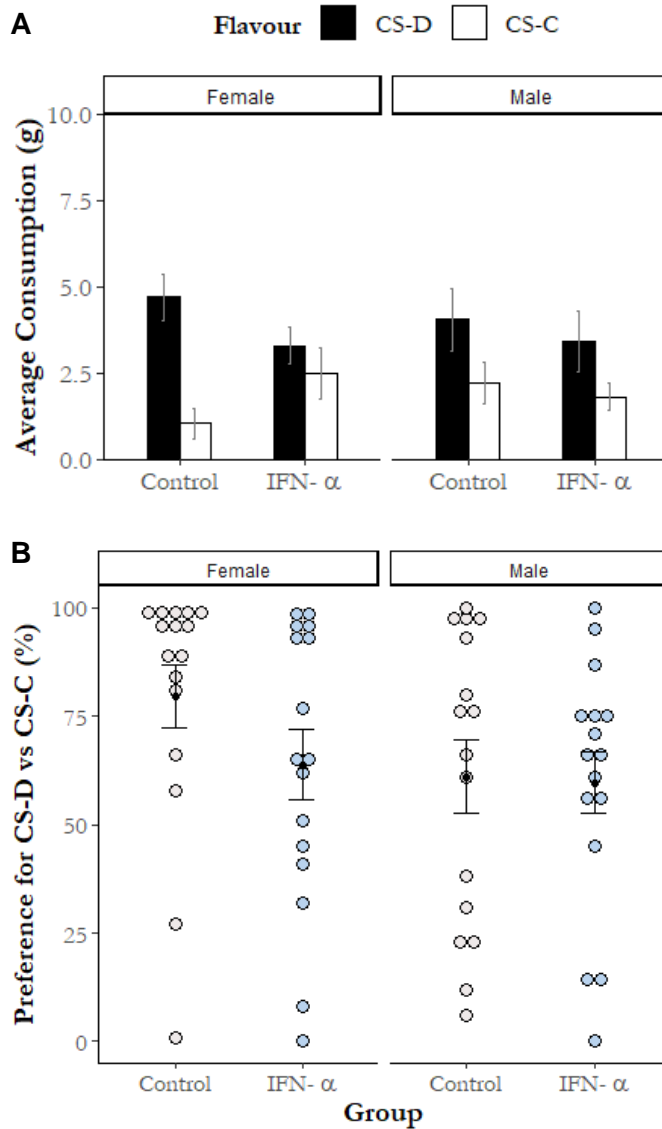 A
Flavour CS-D CS-C
Female Male
Average Consumption (g)
10.0
7.5
5.0
2.5
0.0
Control IFN- α Control IFN- α
B
Female Male
Preference for CS-D vs CS-C (%)
100
75
50
25
0
Control IFN- α Control IFN- α
Group